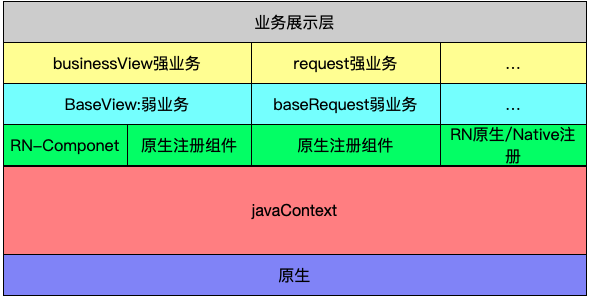 业务展示层
businessView强业务
request强业务
...
BaseView:弱业务
baseRequest弱业务
...
RN-Componet
原生注册组件
原生注册组件
RN原生/Native注
册
javaContext
原生